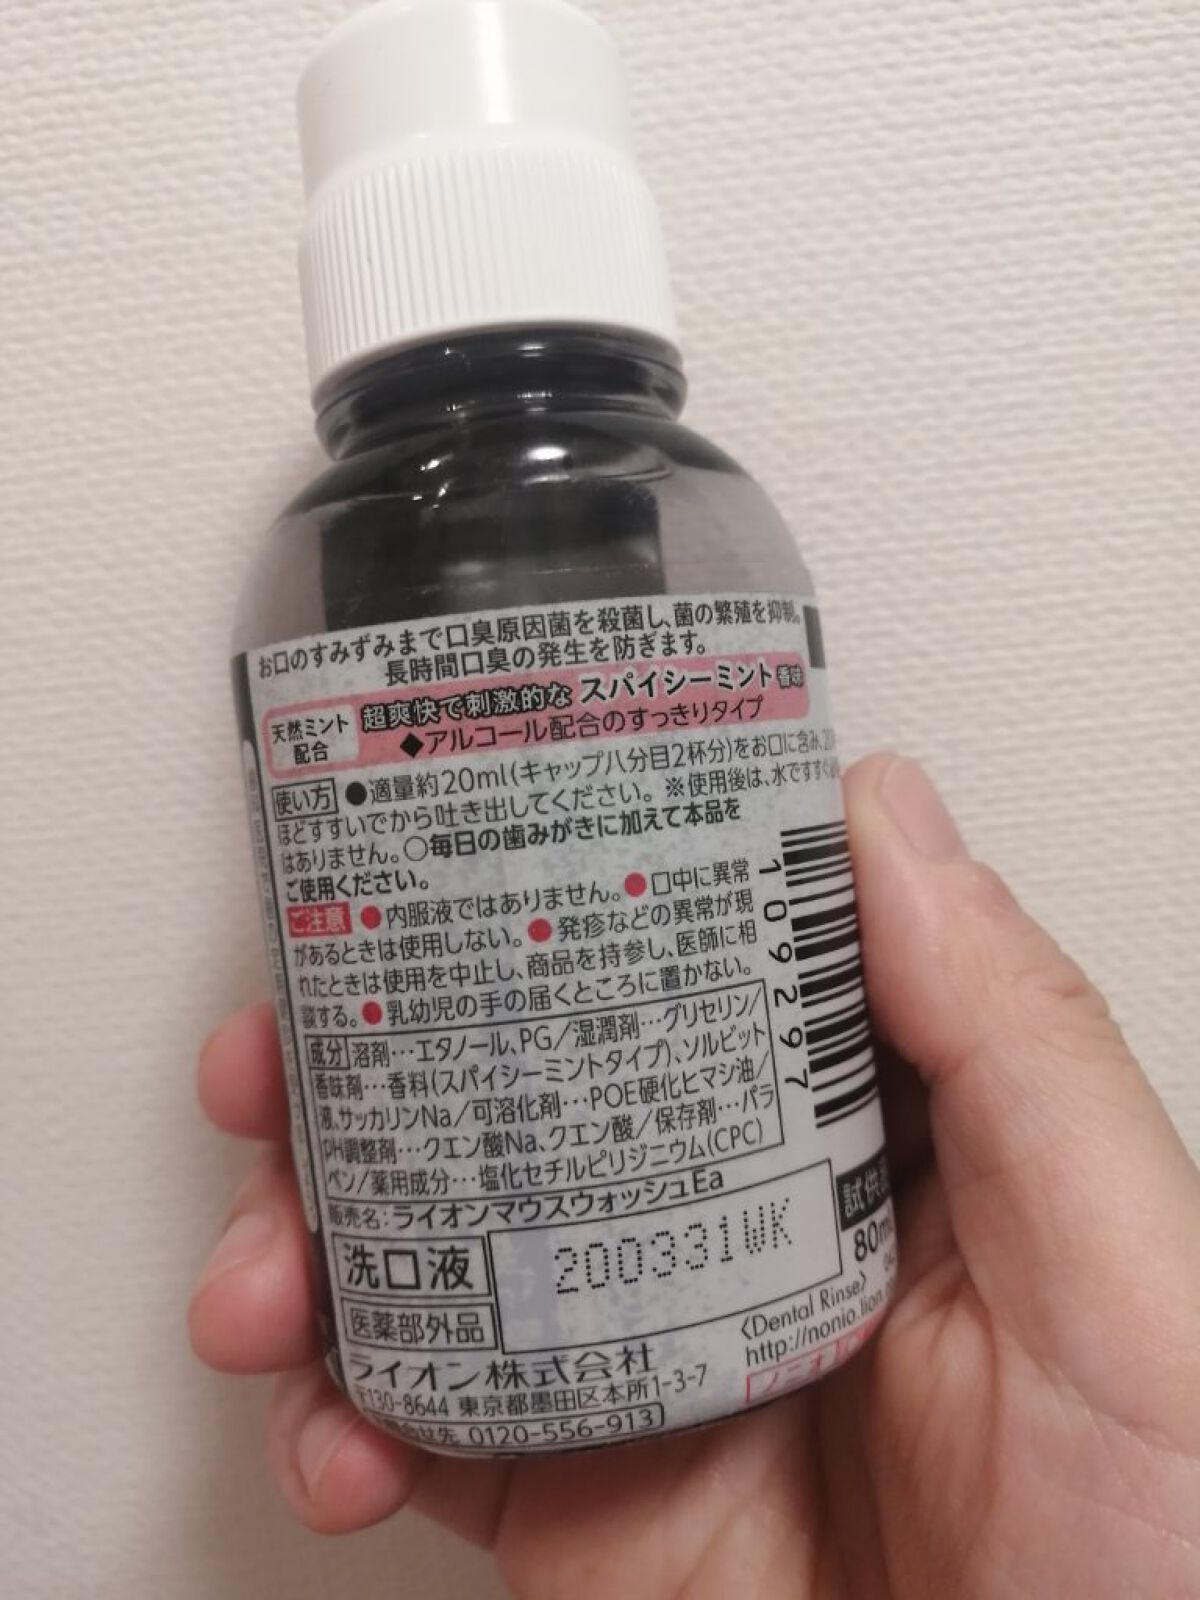 お口のすみずみまで口臭原因菌を殺菌し、菌の繁殖を抑制。
長時間口臭の発生を防ぎます。
天然ミント
配合
超爽快で刺激的な スパイシーミント 香味
◆アルコール配合のすっきりタイプ
使い方 ●適量約20ml(キャップ八分目2杯分)をお口に含み、
ほどすすいでから吐き出してください。※使用後は、水ですすぐ
はありません。○毎日の歯みがきに加えて本品を
ご使用ください。
ご注意 ●内服液ではありません。●口中に異常
があるときは使用しない。●発疹などの異常が現
れたときは使用を中止し、商品を持参し、医師に相
談する。●乳幼児の手の届くところに置かない。
成分 溶剤…エタノール、PG/湿潤剤…グリセリン/
香味剤…香料(スパイシーミントタイプ)、ソルビット
液、サッカリンNa/可溶化剤…POE硬化ヒマシ油/
pH調整剤…クエン酸Na、クエン酸/保存剤…パラ
ベン/薬用成分…塩化セチルピリジニウム(CPC)
販売名:ライオンマウスウォッシュEa
洗口液
医薬部外品
200331WK
ライオン株式会社
〒130-8644 東京都墨田区本所1-3-7
0120-556-913
1092297
試供
80m
〈Dental Rinse〉
http://nonio.lion.
ノニオ